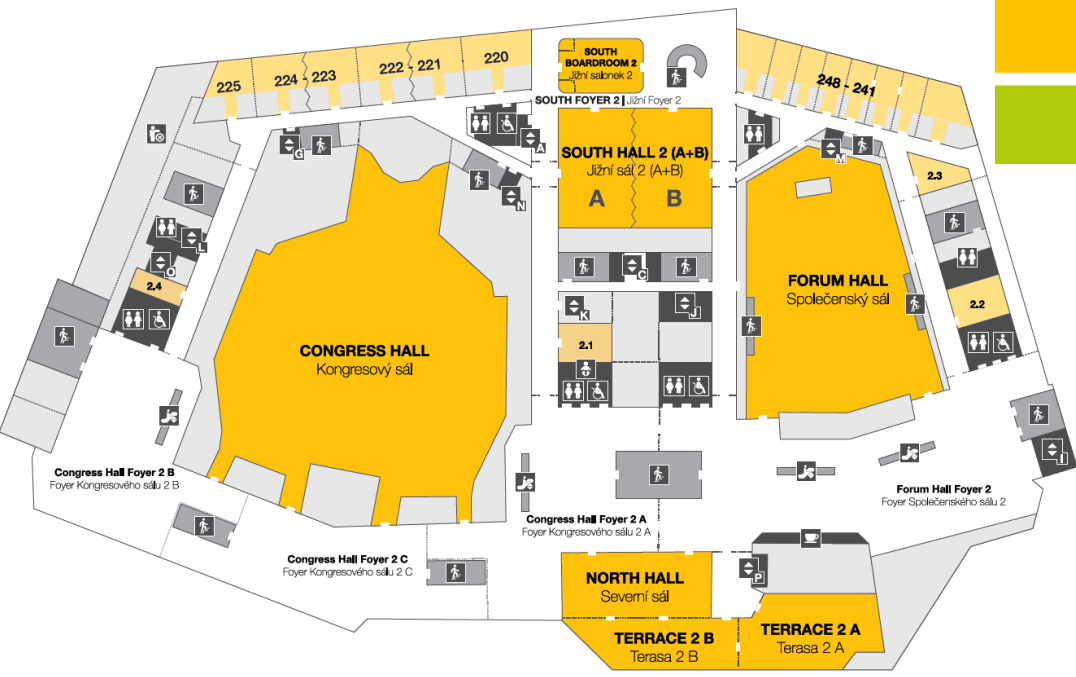 SOUTH
BOARDROOM 2
Jižní salonek 2
225
224 - 223
222 - 221
220
248 - 241
SOUTH FOYER 2 | Jižní Foyer 2
SOUTH HALL 2 (A+B)
Jižní sál 2 (A+B)
A
B
G
A
N
M
2.3
L
O
2.4
C
K
J
2.1
2.2
FORUM HALL
Společenský sál
CONGRESS HALL
Kongresový sál
I
Congress Hall Foyer 2 B
Foyer Kongresového sálu 2 B
Forum Hall Foyer 2
Foyer Společenského sálu 2
Congress Hall Foyer 2 A
Foyer Kongresového sálu 2 A
Congress Hall Foyer 2 C
Foyer Kongresového sálu 2 C
P
NORTH HALL
Severní sál
TERRACE 2 B
Terasa 2 B
TERRACE 2 A
Terasa 2 A